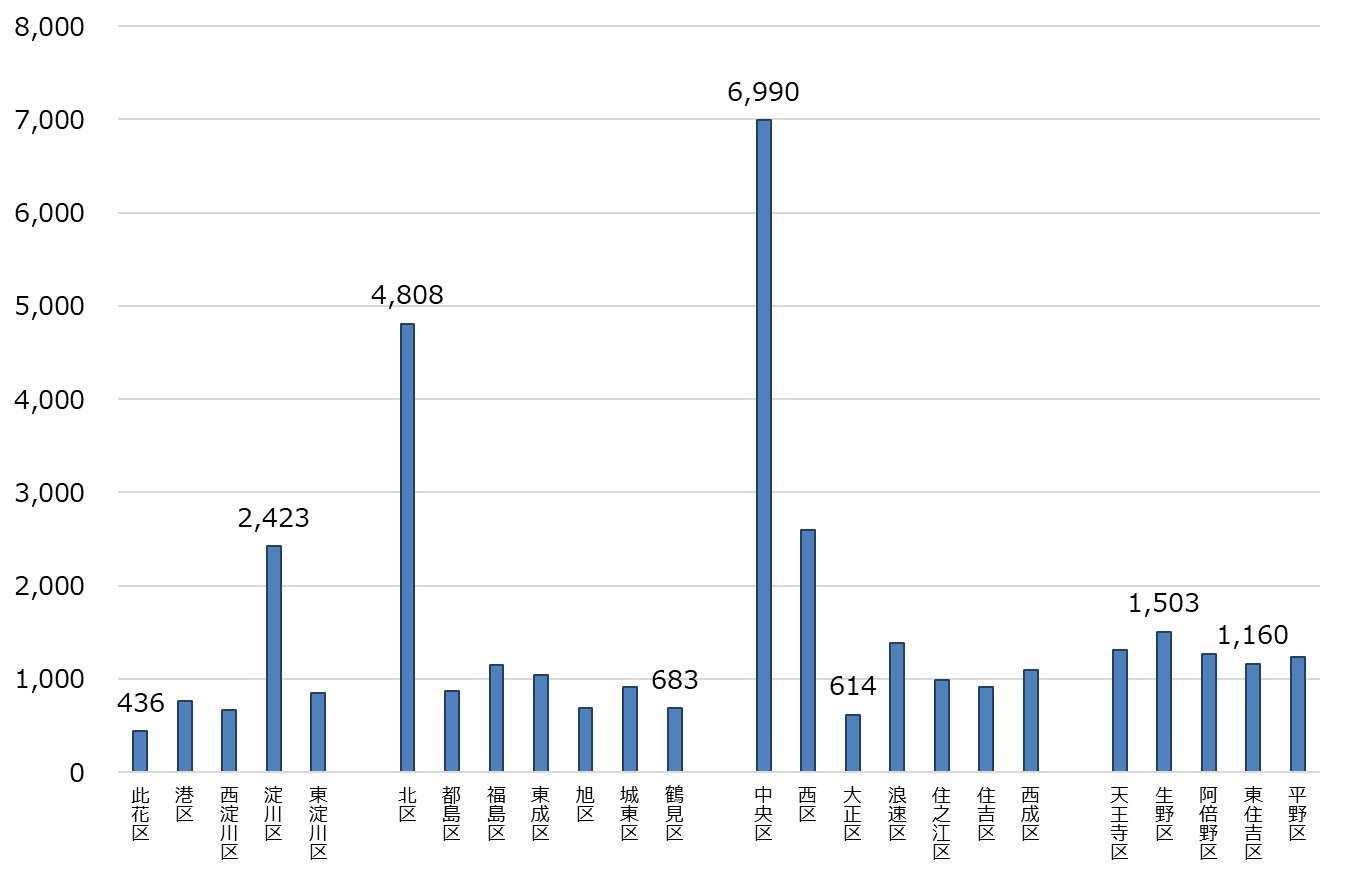 8,000
7,000
6,000
5,000
4,000
3,000
2,000
1,000
0
436
2,423
4,808
683
6,990
614
1,503
1,160
此花区
港区
西淀川区
淀川区
東淀川区
北区
都島区
福島区
東成区
旭区
城東区
鶴見区
中央区
西区
大正区
浪速区
住之江区
住吉区
西成区
天王寺区
生野区
阿倍野区
東住吉区
平野区